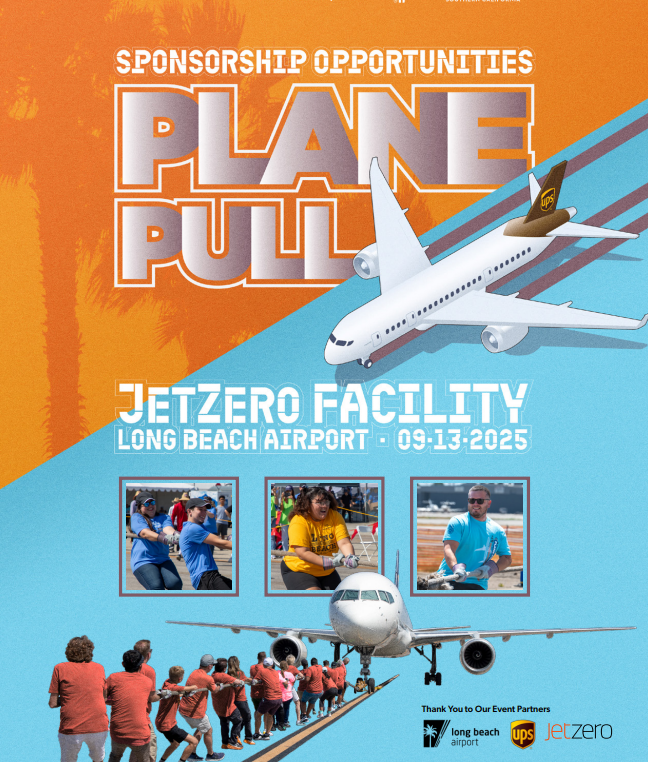 SPONSORSHIP OPPORTUNITIES
PLANE
PULL
ups
JETZERO FACILITY
LONG BEACH AIRPORT · 09·13·2025
Thank You to Our Event Partners
long beach
airport
ups
jetzero